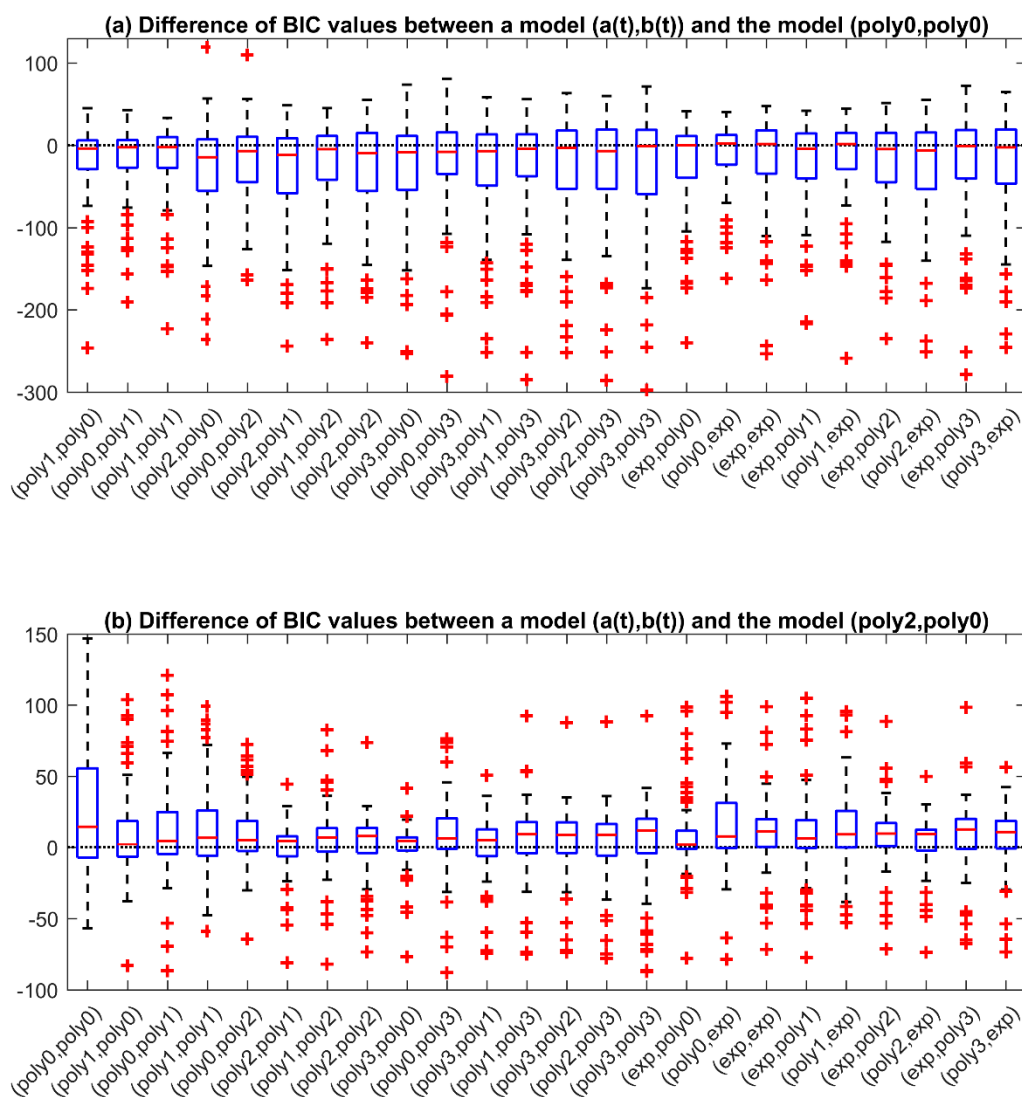 (a) Difference of BIC values between a model (a(t),b(t)) and the model (poly0,poly0)
100
0
-100
-200
-300
(poly1,poly0)
(poly0,poly1)
(poly1,poly1)
(poly2,poly0)
(poly0,poly2)
(poly2,poly1)
(poly1,poly2)
(poly2,poly2)
(poly3,poly0)
(poly0,poly3)
(poly3,poly1)
(poly1,poly3)
(poly3,poly2)
(poly2,poly3)
(poly3,poly3)
(exp,poly0)
(poly0,exp)
(exp,exp)
(exp,poly1)
(poly1,exp)
(exp,poly2)
(poly2,exp)
(exp,poly3)
(poly3,exp)
(b) Difference of BIC values between a model (a(t),b(t)) and the model (poly2,poly0)
150
100
50
0
-50
-100
(poly0,poly0)
(poly1,poly0)
(poly0,poly1)
(poly1,poly1)
(poly0,poly2)
(poly2,poly1)
(poly1,poly2)
(poly2,poly2)
(poly3,poly0)
(poly0,poly3)
(poly3,poly1)
(poly1,poly3)
(poly3,poly2)
(poly2,poly3)
(poly3,poly3)
(exp,poly0)
(poly0,exp)
(exp,exp)
(exp,poly1)
(poly1,exp)
(exp,poly2)
(poly2,exp)
(exp,poly3)
(poly3,exp)